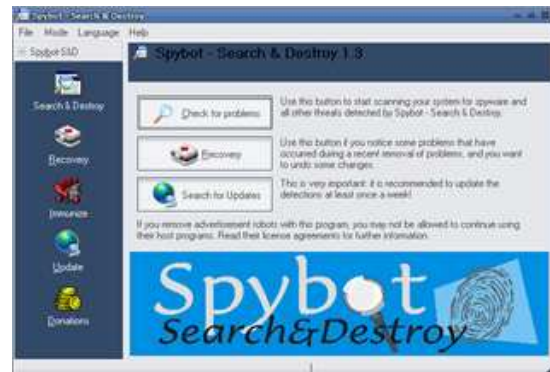 Spybot - Search & Destroy
File Mode Language Help
Spybot-S&D
Spybot - Search & Destroy 1.3
Search & Destroy
Recovery
Immunize
Update
Donations
Check for problems
Use this button to start scanning your system for spyware and
all other threats detected by Spybot - Search & Destroy.
Recovery
Use this button if you notice some problems that have
occurred during a recent removal of problems, and you want
to undo some changes.
Search for Updates
This is very important: it is recommended to update the
detections at least once a week!
If you remove advertisement robots with this program, you may not be allowed to continue using
their host programs. Read their license agreements for further information.
Spybot
Search&Destroy